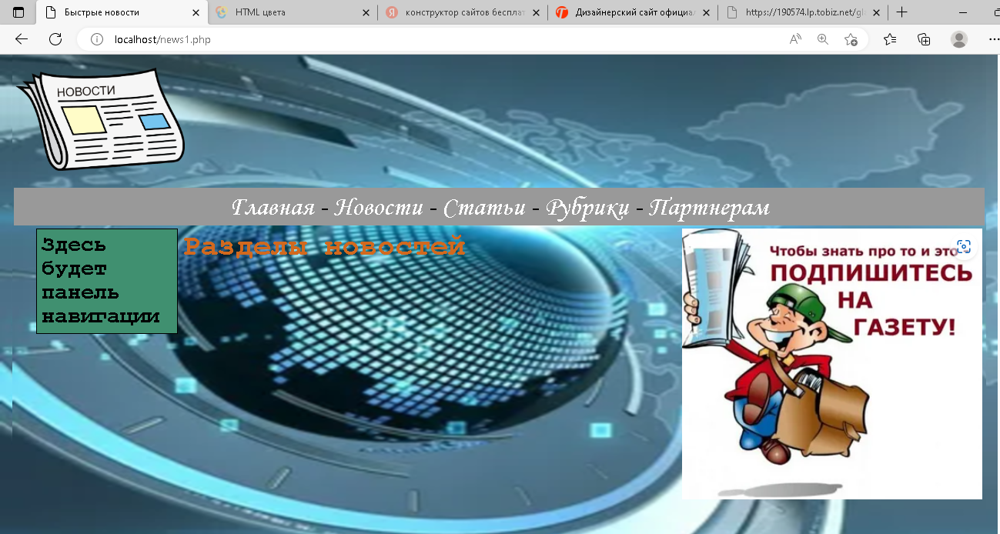 Быстрые новости
HTML цвета
конструктор сайтов бесплат
Дизайнерский сайт официал
https://190574.lp.tobiz.net/gl
localhost/news1.php
НОВОСТИ
Главная - Новости - Статьи - Рубрики - Партнерам
Здесь
будет
панель
навигации
Разделы новостей
Чтобы знать про то и это
ПОДПИШИТЕСЬ
НА
ГАЗЕТУ!